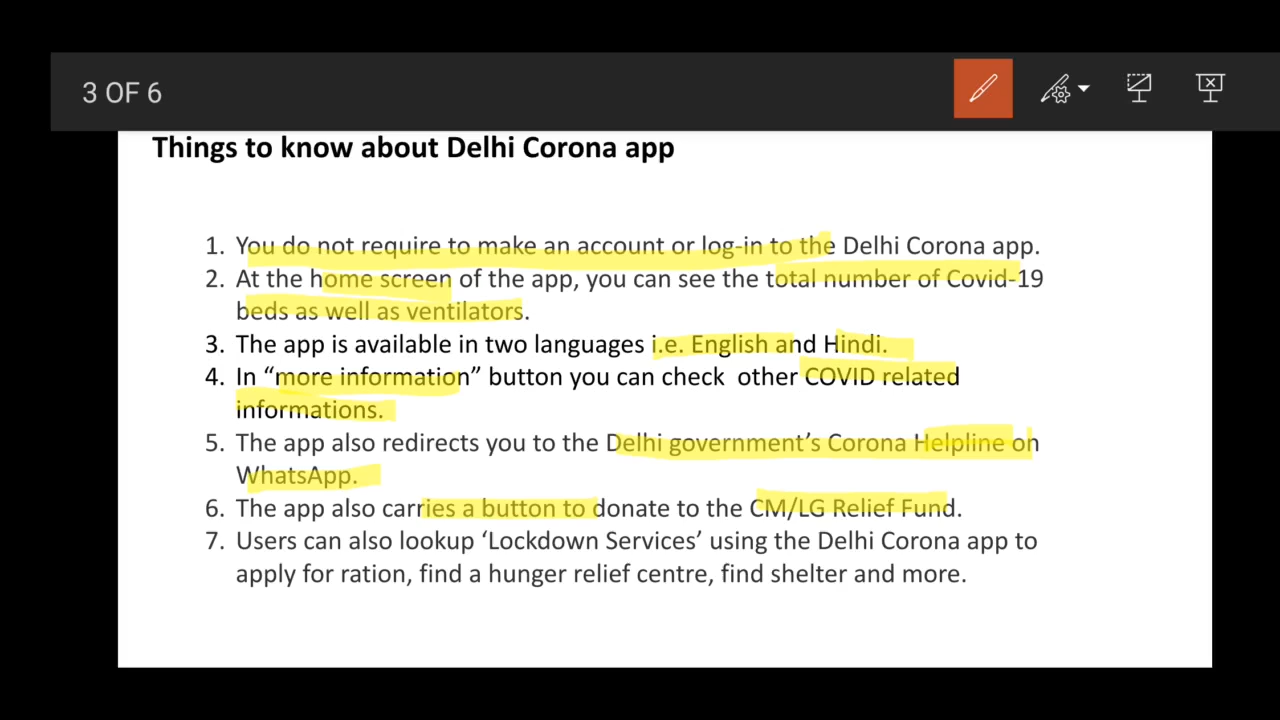 3 OF 6
Things to know about Delhi Corona app
1. You do not require to make an account or log-in to the Delhi Corona app.
2. At the home screen of the app, you can see the total number of Covid-19
beds as well as ventilators.
3. The app is available in two languages i.e. English and Hindi.
4. In “more information” button you can check  other COVID related
informations.
5. The app also redirects you to the Delhi government’s Corona Helpline on
WhatsApp.
6. The app also carries a button to donate to the CM/LG Relief Fund.
7. Users can also lookup ‘Lockdown Services’ using the Delhi Corona app to
apply for ration, find a hunger relief centre, find shelter and more.